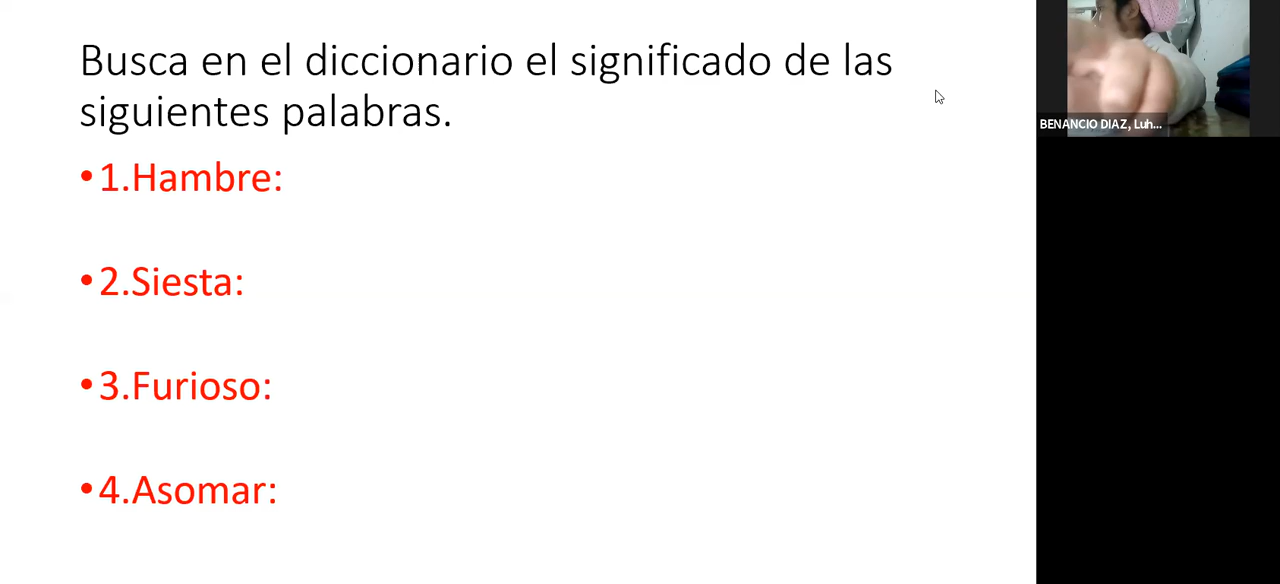 Busca en el diccionario el significado de las
siguientes palabras.
•1.Hambre:
•2.Siesta:
•3.Furioso:
•4.Asomar:
BENANCIO DIAZ, Luh...